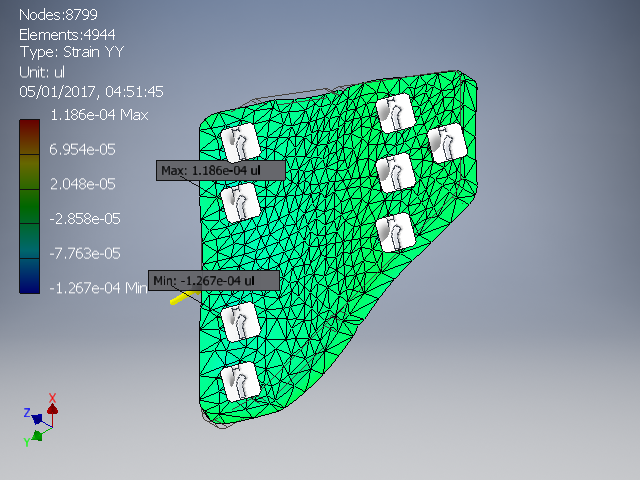 Nodes:8799
Elements:4944
Type: Strain YY
Unit: ul
05/01/2017, 04:51:45
1.186e-04 Max
6.954e-05
2.048e-05
-2.858e-05
-7.763e-05
-1.267e-04 Min
Max: 1.186e-04 ul
Min: -1.267e-04 ul
X
Z
Y